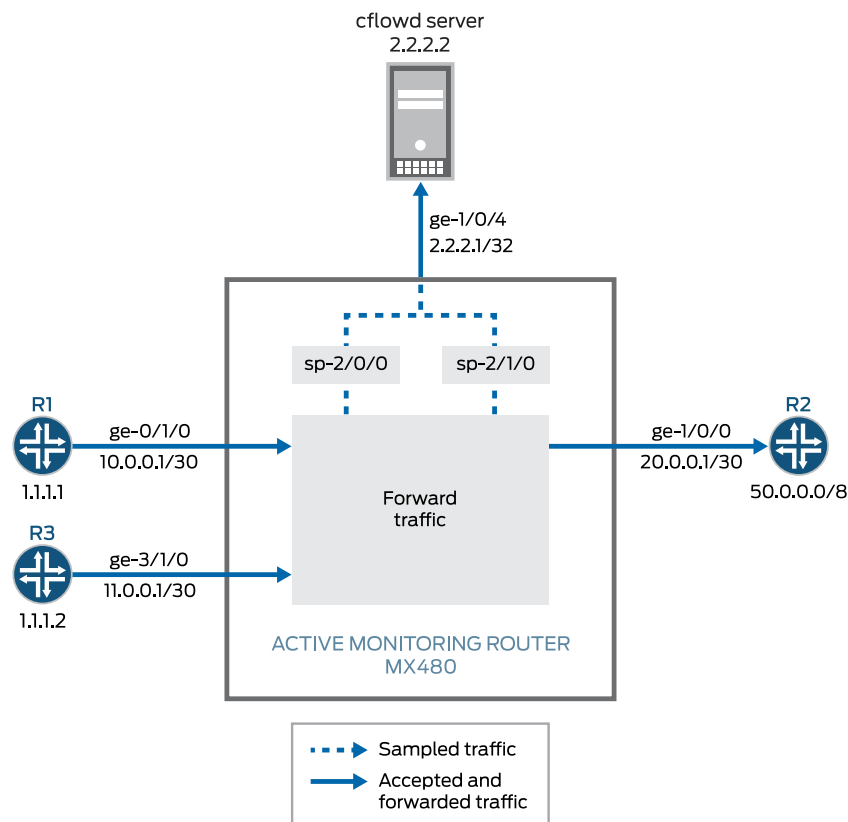 cflowd server
2.2.2.2
ge-1/0/4
2.2.2.1/32
sp-2/0/0
sp-2/1/0
R1
ge-0/1/0
10.0.0.1/30
1.1.1.1
R3
ge-3/1/0
11.0.0.1/30
1.1.1.2
Forward
traffic
ge-1/0/0
20.0.0.1/30
R2
50.0.0.0/8
ACTIVE MONITORING ROUTER
MX480
Sampled traffic
Accepted and
forwarded traffic